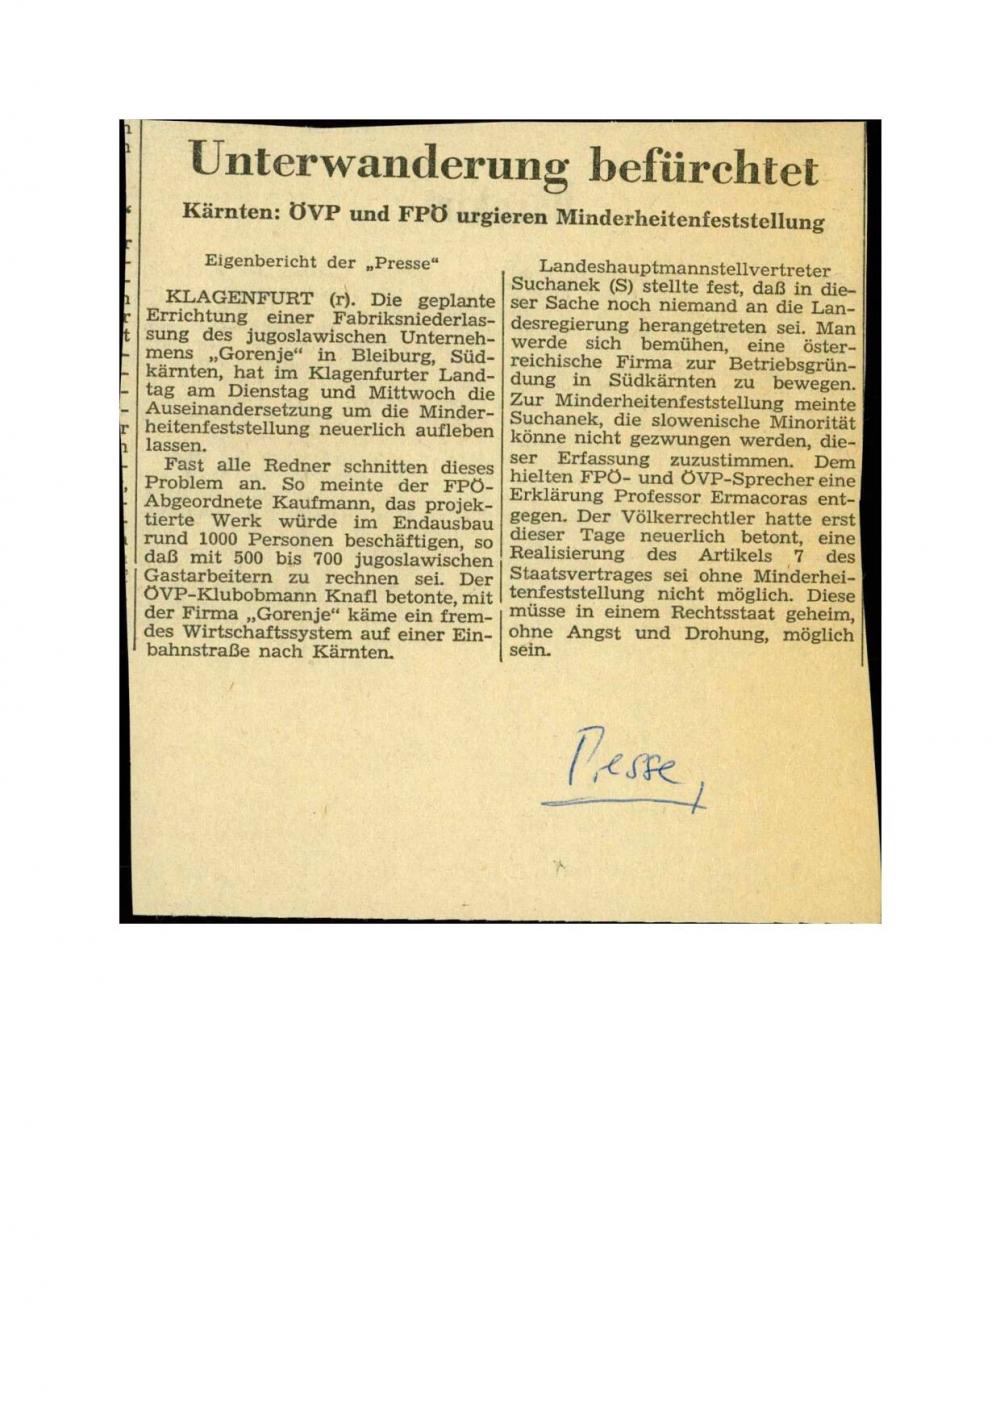 Unterwanderung befürchtet
Kärnten: ÖVP und FPÖ urgieren Minderheitenfeststellung
Eigenbericht der „Presse“
KLAGENFURT (r). Die geplante
Errichtung einer Fabriksniederlas-
sung des jugoslawischen Unterneh-
mens „Gorenje“ in Bleiburg, Süd-
kärnten, hat im Klagenfurter Land-
tag am Dienstag und Mittwoch die
Auseinandersetzung um die Minder-
heitenfeststellung neuerlich aufleben
lassen.
Fast alle Redner schnitten dieses
Problem an. So meinte der FPÖ-
Abgeordnete Kaufmann, das projek-
tierte Werk würde im Endausbau
rund 1000 Personen beschäftigen, so
daß mit 500 bis 700 jugoslawischen
Gastarbeitern zu rechnen sei. Der
ÖVP-Klubobmann Knafl betonte, mit
der Firma „Gorenje“ käme ein frem-
des Wirtschaftssystem auf einer Ein-
bahnstraße nach Kärnten.
Landeshauptmannstellvertreter
Suchanek (S) stellte fest, daß in die-
ser Sache noch niemand an die Lan-
desregierung herangetreten sei. Man
werde sich bemühen, eine öster-
reichische Firma zur Betriebsgrün-
dung in Südkärnten zu bewegen.
Zur Minderheitenfeststellung meinte
Suchanek, die slowenische Minorität
könne nicht gezwungen werden, die-
ser Erfassung zuzustimmen. Dem
hielten FPÖ- und ÖVP-Sprecher eine
Erklärung Professor Ermacoras ent-
gegen. Der Völkerrechtler hatte erst
dieser Tage neuerlich betont, eine
Realisierung des Artikels 7 des
Staatsvertrages sei ohne Minderhei-
tenfeststellung nicht möglich. Diese
müsse in einem Rechtsstaat geheim,
ohne Angst und Drohung, möglich
sein.
Presse,